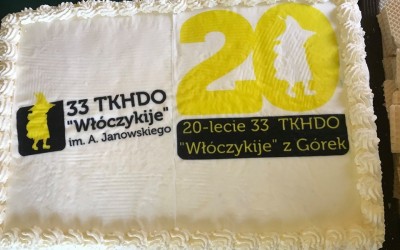 33 TKHDO
"Włóczykije"
im. A. Janowskiego
20
20-lecie 33 TKHDO
"Włóczykije" z Górek